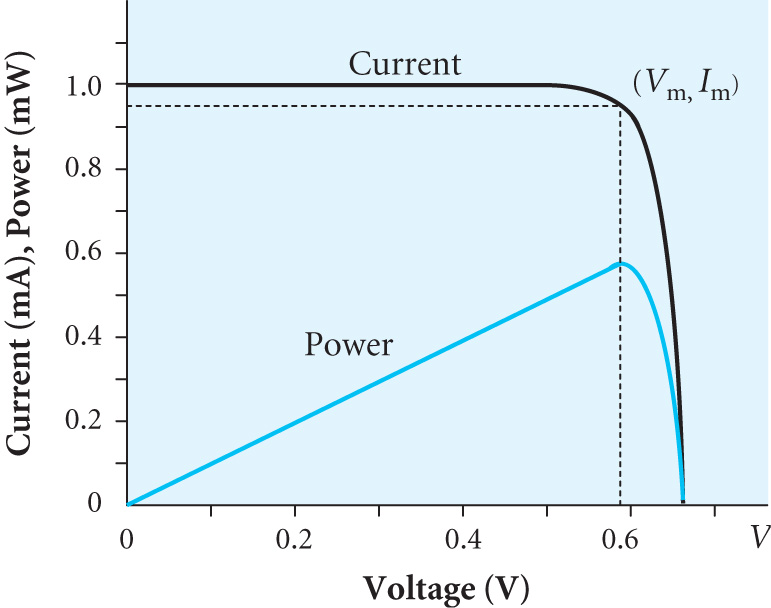 Current (mA), Power (mW)
Current
(Vm, Im)
1.0
0.8
0.6
0.4
0.2
0
Power
0
0.2
0.4
0.6
V
Voltage (V)